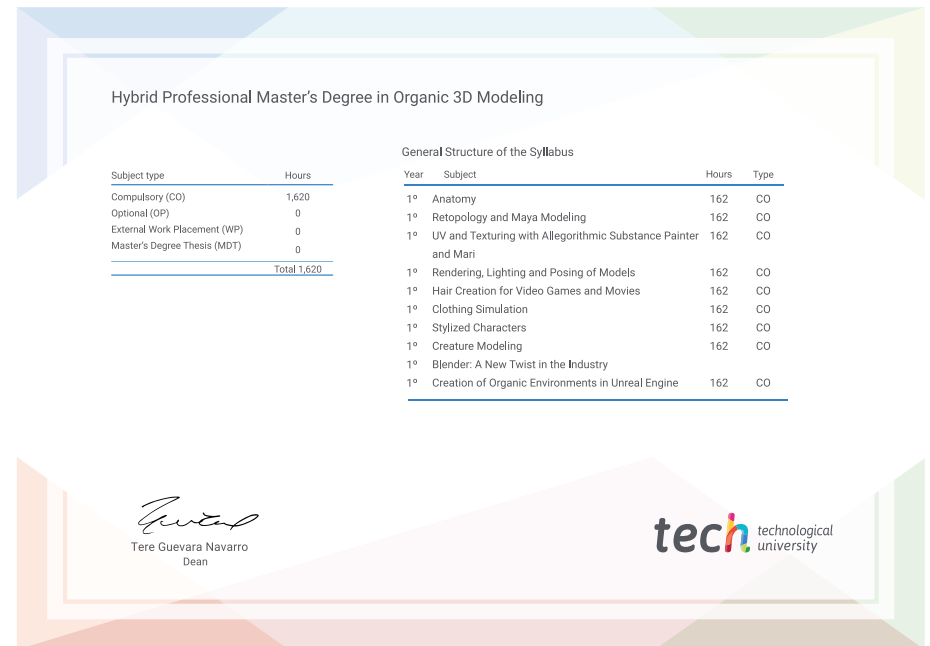 Hybrid Professional Master's Degree in Organic 3D Modeling
Subject type Hours
Compulsory (CO) 1,620
Optional (OP) 0
External Work Placement (WP) 0
Master's Degree Thesis (MDT) 0
Total 1,620
General Structure of the Syllabus
Year Subject Hours Type
1º Anatomy 162 CO
1º Retopology and Maya Modeling 162 CO
1º UV and Texturing with Allegorithmic Substance Painter 162 CO
and Mari
1º Rendering, Lighting and Posing of Models 162 CO
1º Hair Creation for Video Games and Movies 162 CO
1º Clothing Simulation 162 CO
1º Stylized Characters 162 CO
1º Creature Modeling 162 CO
1º Blender: A New Twist in the Industry
1º Creation of Organic Environments in Unreal Engine 162 CO
Tere Guevara Navarro
Dean
tech technological
university